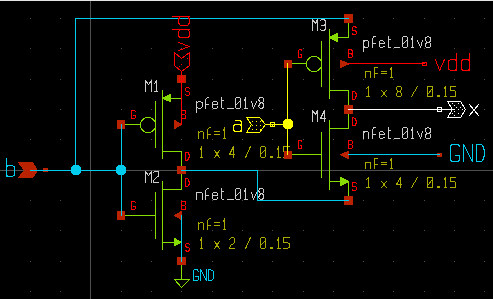 M3
S
pfet_01v8
G
B
vdd
nF=1
D
1 x 8 / 0.15
vdd
M1
S
pfet_01v8
G
B
nF=1
D
1 x 4 / 0.15
a
x
M4
D
nfet_01v8
G
B
GND
nF=1
S
1 x 4 / 0.15
b
M2
D
nfet_01v8
G
B
nF=1
S
1 x 2 / 0.15
GND